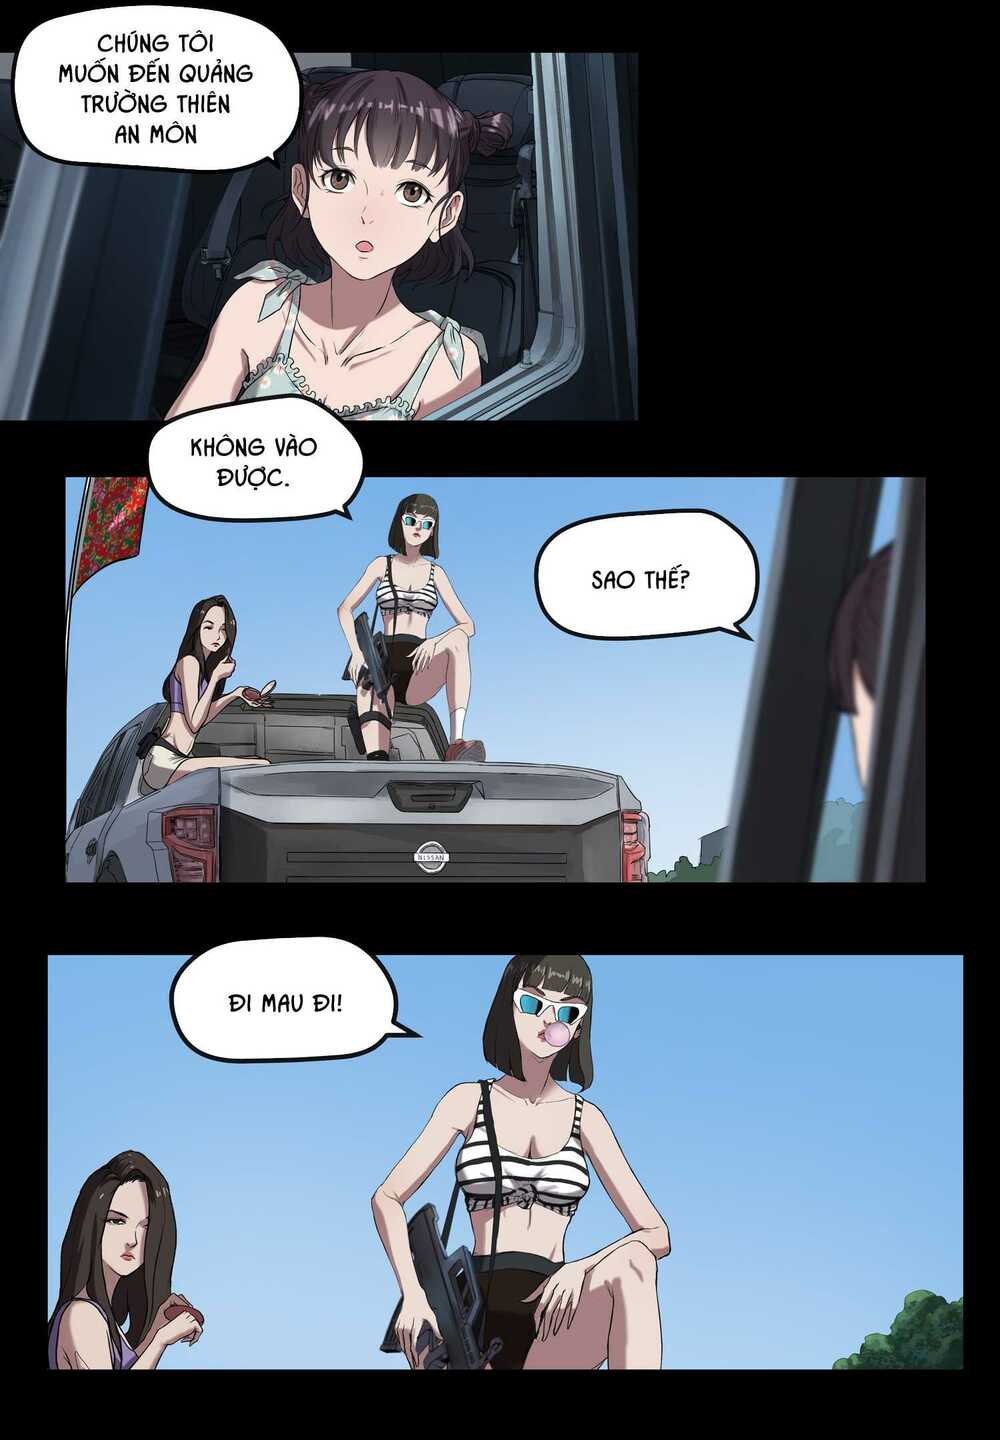 CHÚNG TÔI
MUỐN ĐẾN QUẢNG
TRƯỜNG THIÊN
AN MÔN
KHÔNG VÀO
ĐƯỢC.
SAO THẾ?
NISSAN
ĐI MAU ĐI!